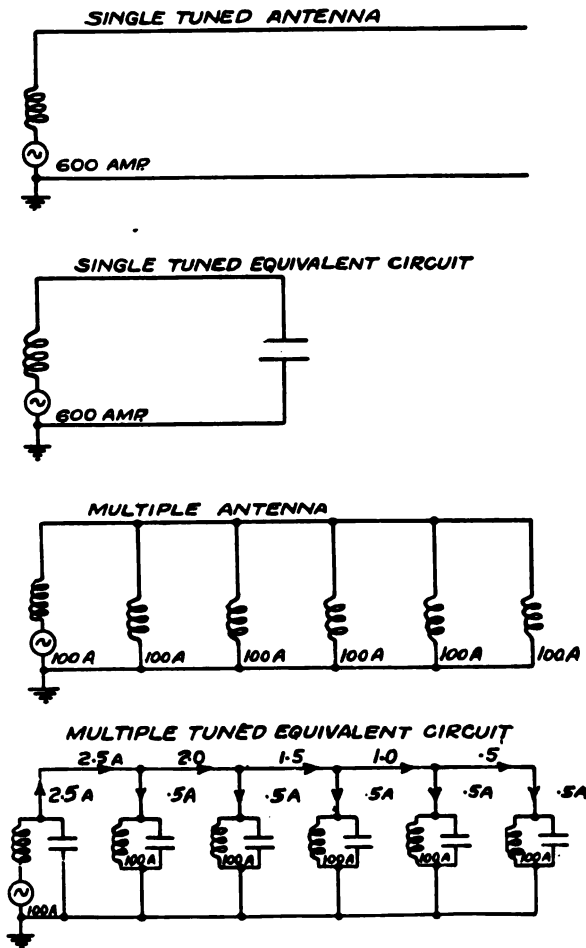 SINGLE TUNED ANTENNA
600 AMP.
SINGLE TUNED EQUIVALENT CIRCUIT
600 AMP.
MULTIPLE ANTENNA
100A 100A 100A 100A 100A 100A
MULTIPLE TUNED EQUIVALENT CIRCUIT
2.5A 2.0 1.5 1.0 .5
2.5A .5A .5A .5A .5A .5A
100A 100A 100A 100A 100A
100A